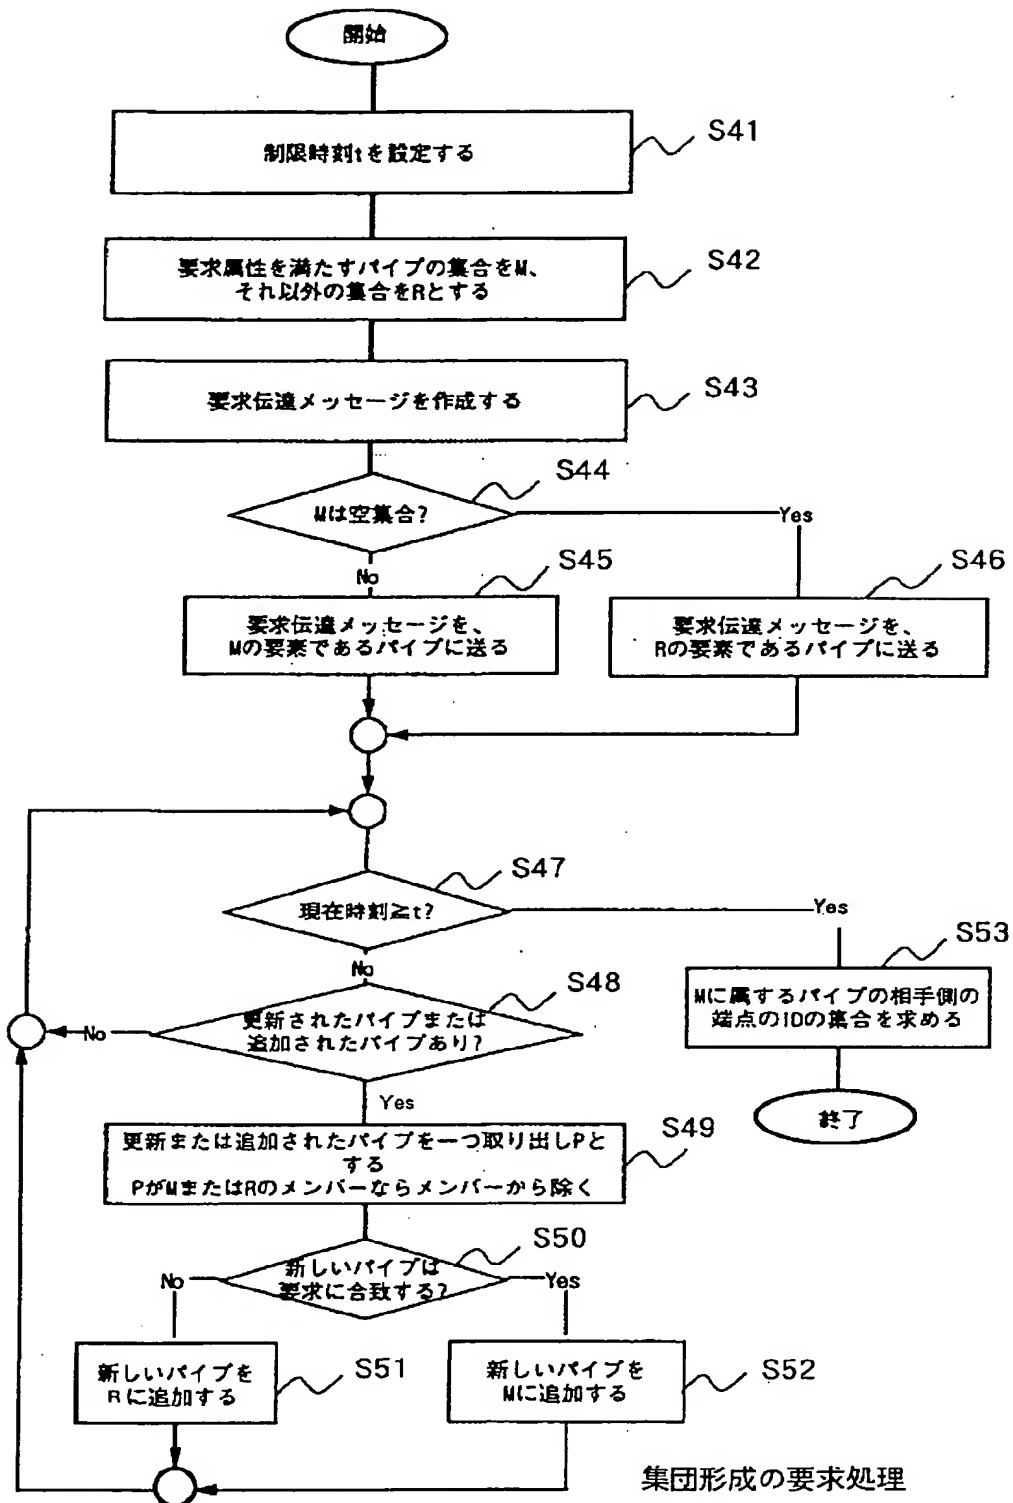 開始
制限時刻tを設定する
S41
要求属性を満たすパイプの集合をM、
それ以外の集合をRとする
S42
要求伝達メッセージを作成する
S43
Mは空集合?
S44
Yes
No
要求伝達メッセージを、
Mの要素であるパイプに送る
S45
要求伝達メッセージを、
Rの要素であるパイプに送る
S46
現在時刻≧t?
S47
Yes
No
Mに属するパイプの相手側の
端点のIDの集合を求める
S53
終了
更新されたパイプまたは
追加されたパイプあり?
S48
No
Yes
更新または追加されたパイプを一つ取り出しPと
する
PがMまたはRのメンバーならメンバーから除く
S49
新しいパイプは
要求に合致する?
S50
No
Yes
新しいパイプを
Rに追加する
S51
新しいパイプを
Mに追加する
S52
集団形成の要求処理